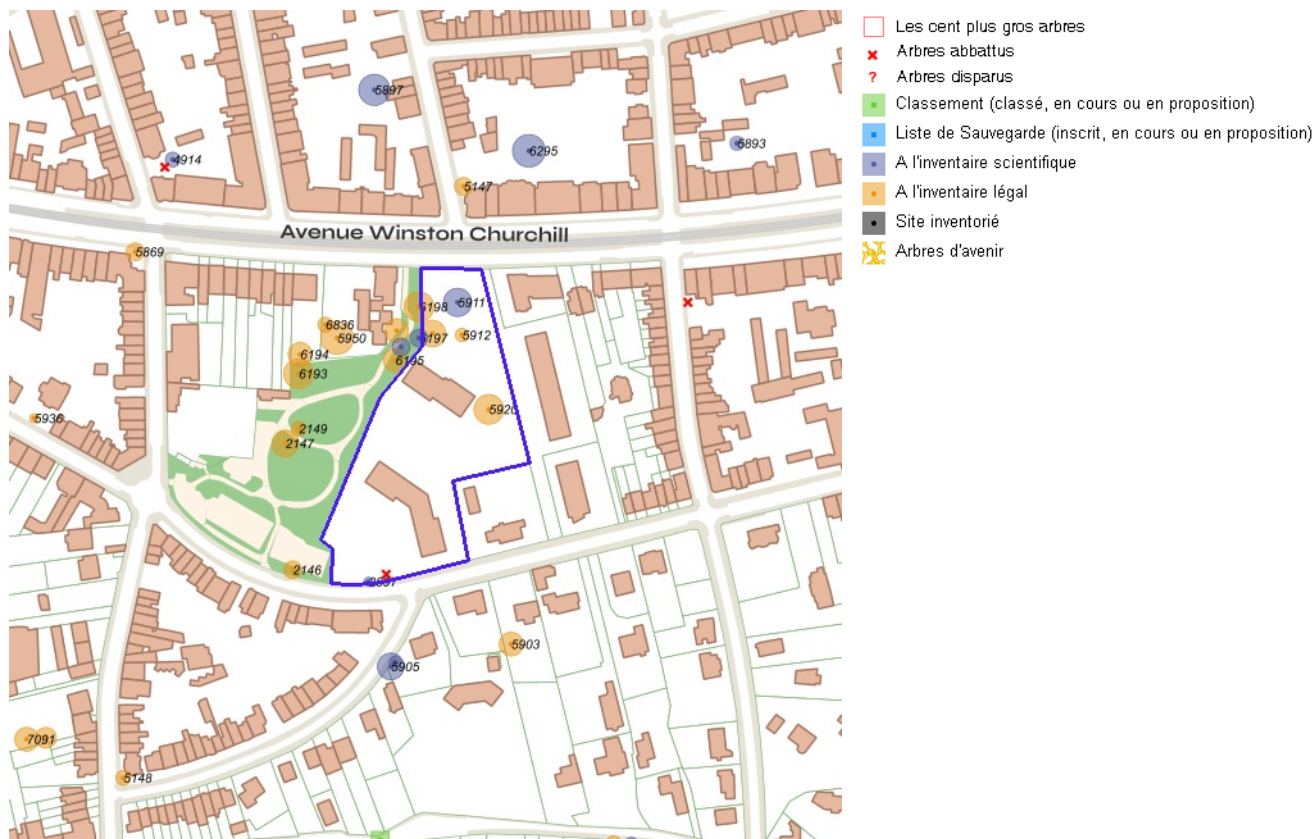 5897
4914
6295
5893
5147
Avenue Winston Churchill
5869
6198
5911
6836
5950
6197
5912
6194
6195
6193
5920
5936
2149
2147
2146
5903
5905
7091
5148
Les cent plus gros arbres
Arbres abbattus
? Arbres disparus
Classement (classé, en cours ou en proposition)
Liste de Sauvegarde (inscrit, en cours ou en proposition)
A l'inventaire scientifique
A l'inventaire légal
Site inventorié
Arbres d'avenir